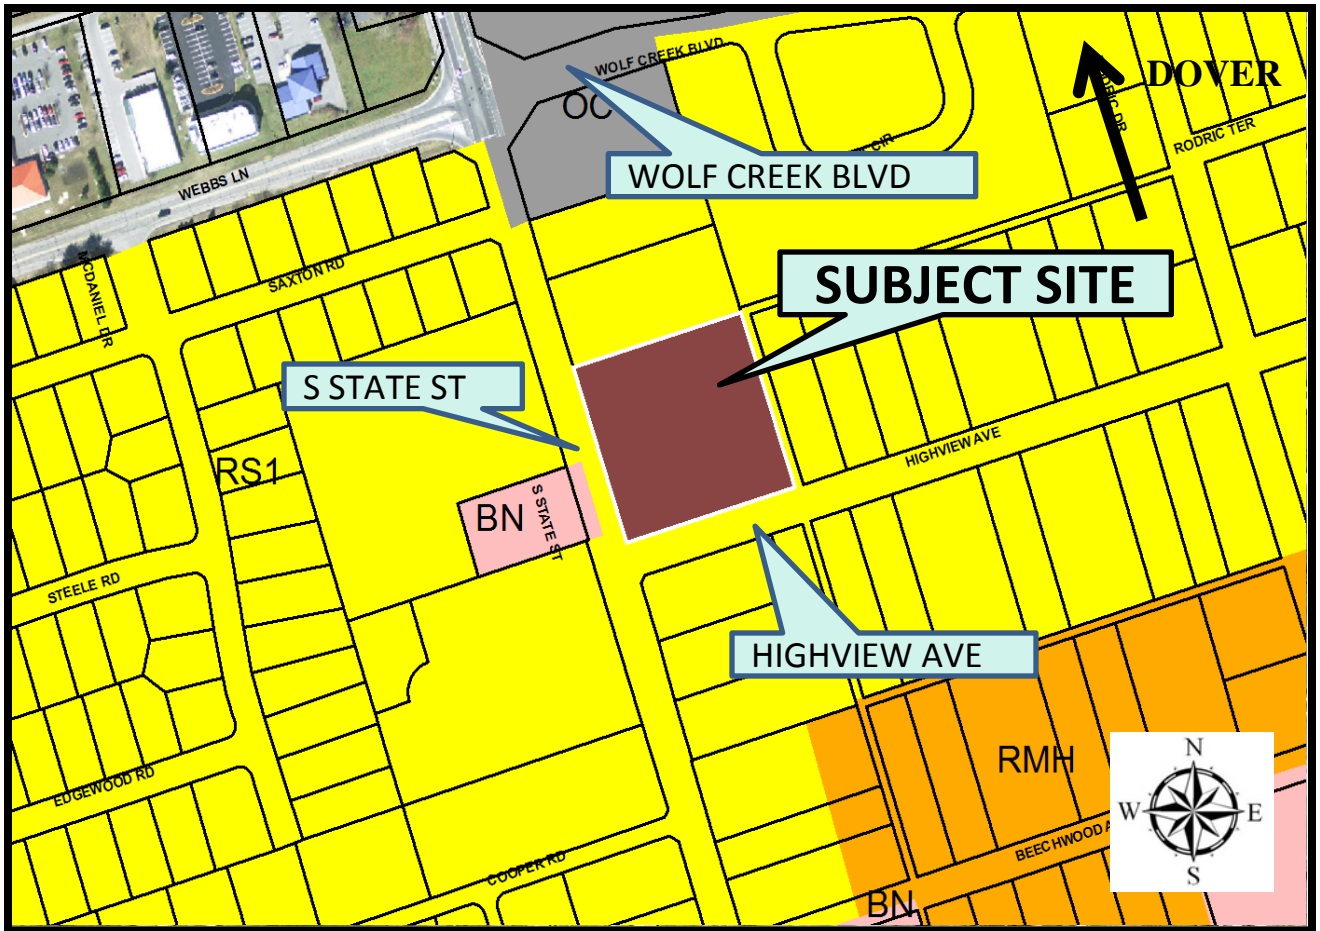 WOLF CREEK BLVD
OC
DOVER
RODRIC TER
CIR
WEBBS LN
WOLF CREEK BLVD
MCDANIEL DR
SAXTON RD
SUBJECT SITE
S STATE ST
HIGHVIEW AVE
RS1
BN
S STATE ST
STEELE RD
HIGHVIEW AVE
RMH
N
W
E
S
EDGEWOOD RD
BEECHWOOD A
COOPER RD
BN